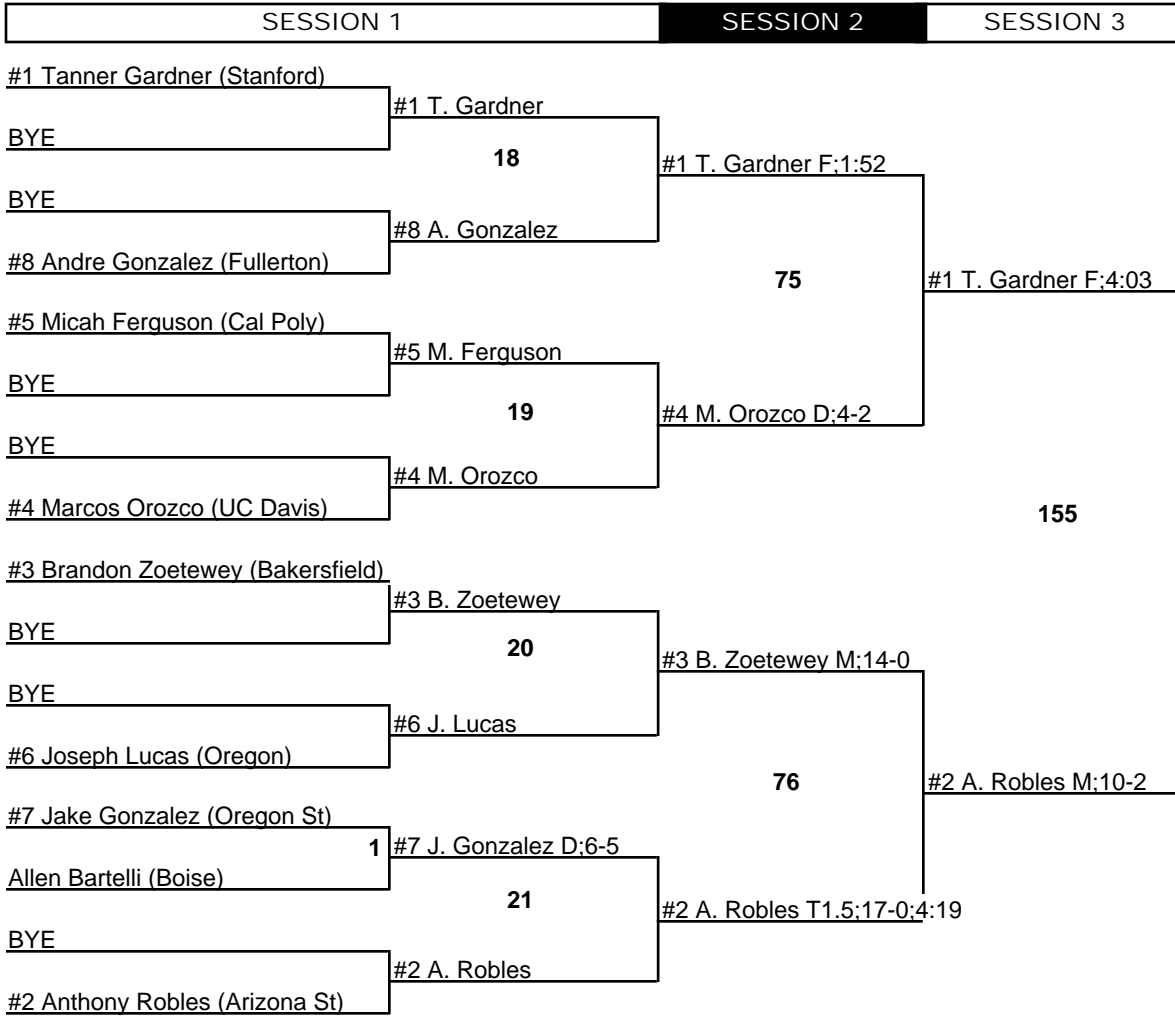 SESSION 1 SESSION 2 SESSION 3
#1 Tanner Gardner (Stanford)
#1 T. Gardner
BYE
18
#1 T. Gardner F;1:52
BYE
#8 A. Gonzalez
#8 Andre Gonzalez (Fullerton)
75
#1 T. Gardner F;4:03
#5 Micah Ferguson (Cal Poly)
#5 M. Ferguson
BYE
19
#4 M. Orozco D;4-2
BYE
#4 M. Orozco
#4 Marcos Orozco (UC Davis)
155
#3 Brandon Zoetewey (Bakersfield)
#3 B. Zoetewey
BYE
20
#3 B. Zoetewey M;14-0
BYE
#6 J. Lucas
#6 Joseph Lucas (Oregon)
76
#2 A. Robles M;10-2
#7 Jake Gonzalez (Oregon St)
1 #7 J. Gonzalez D;6-5
Allen Bartelli (Boise)
21
#2 A. Robles T1.5;17-0;4:19
BYE
#2 A. Robles
#2 Anthony Robles (Arizona St)